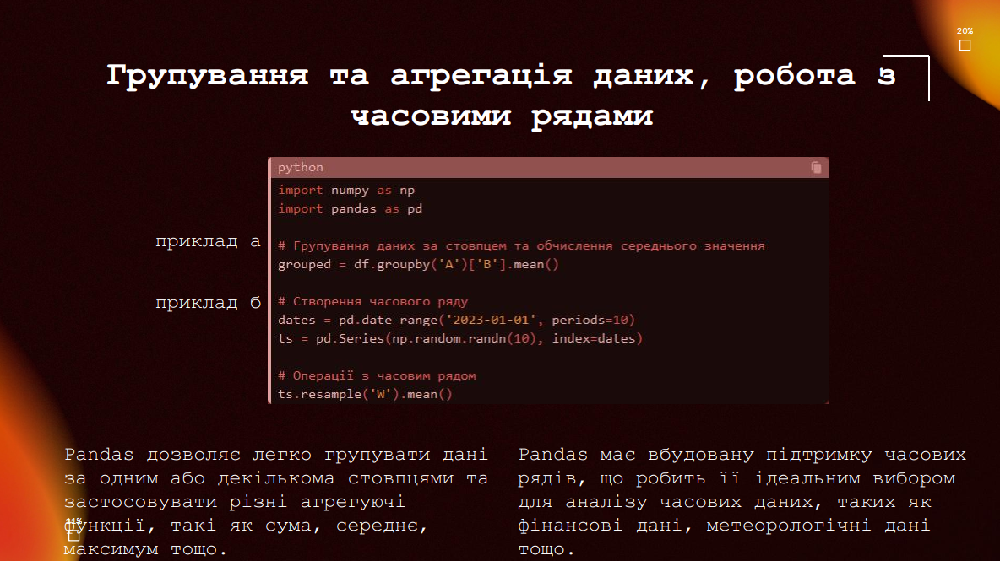 20%
Групування та агрегація даних, робота з
часовими рядами
python
import numpy as np
import pandas as pd
приклад а
# Групування даних за стовпцем та обчислення середнього значення
grouped = df.groupby('A')['B'].mean()
приклад б
# Створення часового ряду
dates = pd.date_range('2023-01-01', periods=10)
ts = pd.Series(np.random.randn(10), index=dates)
# Операції з часовим рядом
ts.resample('W').mean()
Pandas дозволяє легко групувати дані
за одним або декількома стовпцями та
застосовувати різні агрегуючі
функції, такі як сума, середнє,
максимум тощо.
Pandas має вбудовану підтримку часових
рядів, що робить її ідеальним вибором
для аналізу часових даних, таких як
фінансові дані, метеорологічні дані
тощо.